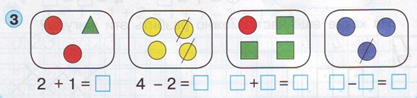 3
2 + 1 = □ 4 - 2 = □ □ + □ = □ □ - □ = □